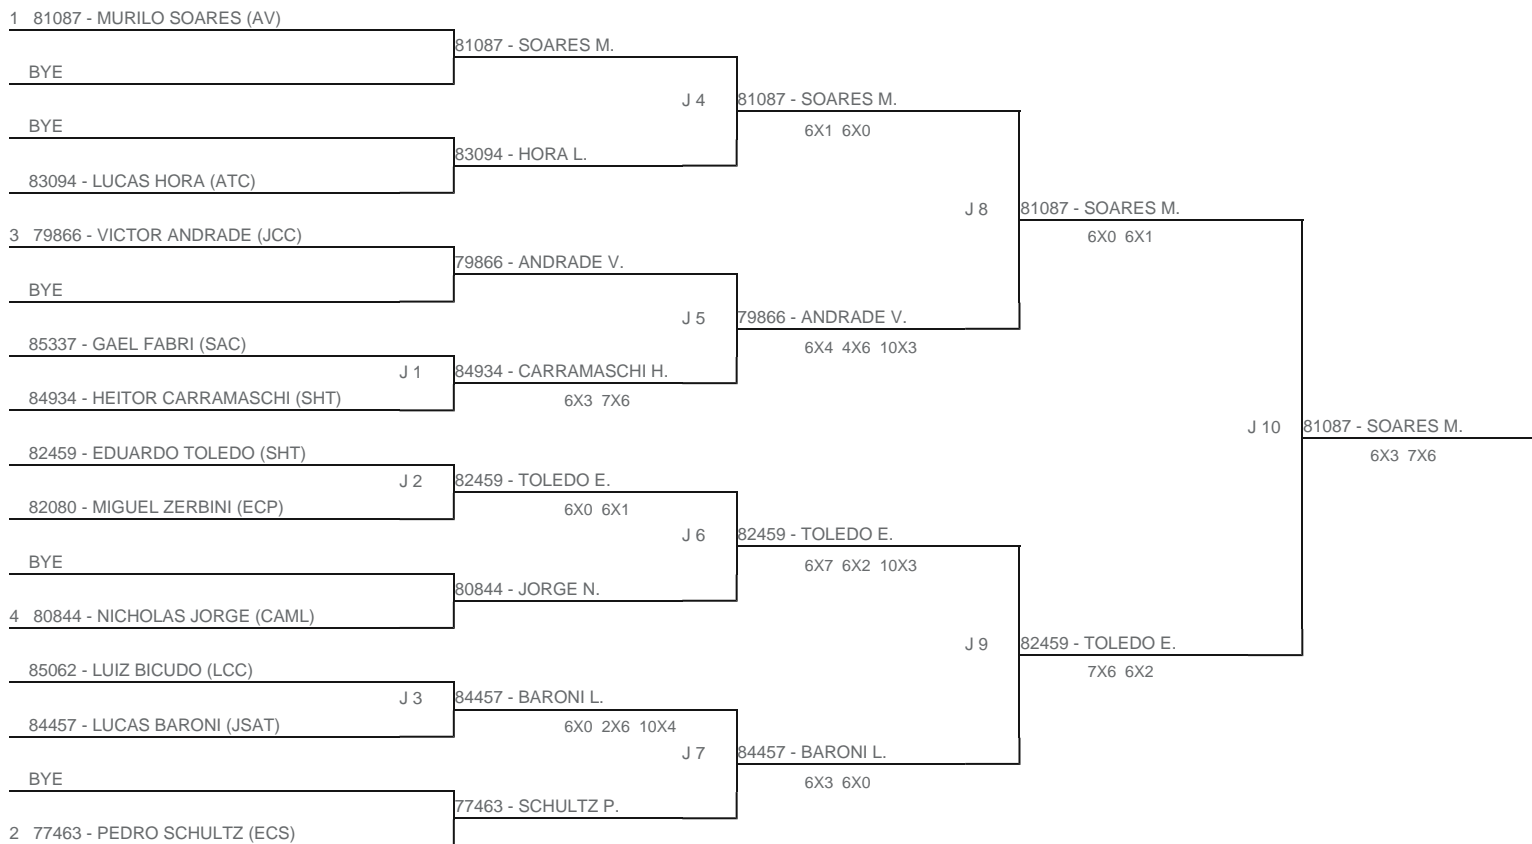 1 81087 - MURILO SOARES (AV)
81087 - SOARES M.
BYE
J 4
81087 - SOARES M.
6X1 6X0
BYE
83094 - HORA L.
83094 - LUCAS HORA (ATC)
J 8
81087 - SOARES M.
6X0 6X1
3 79866 - VICTOR ANDRADE (JCC)
79866 - ANDRADE V.
BYE
J 5
79866 - ANDRADE V.
6X4 4X6 10X3
85337 - GAEL FABRI (SAC)
J 1
84934 - CARRAMASCHI H.
6X3 7X6
84934 - HEITOR CARRAMASCHI (SHT)
J 10
81087 - SOARES M.
6X3 7X6
82459 - EDUARDO TOLEDO (SHT)
J 2
82459 - TOLEDO E.
6X0 6X1
82080 - MIGUEL ZERBINI (ECP)
J 6
82459 - TOLEDO E.
6X7 6X2 10X3
BYE
80844 - JORGE N.
4 80844 - NICHOLAS JORGE (CAML)
J 9
82459 - TOLEDO E.
7X6 6X2
85062 - LUIZ BICUDO (LCC)
J 3
84457 - BARONI L.
6X0 2X6 10X4
84457 - LUCAS BARONI (JSAT)
J 7
84457 - BARONI L.
6X3 6X0
BYE
77463 - SCHULTZ P.
2 77463 - PEDRO SCHULTZ (ECS)